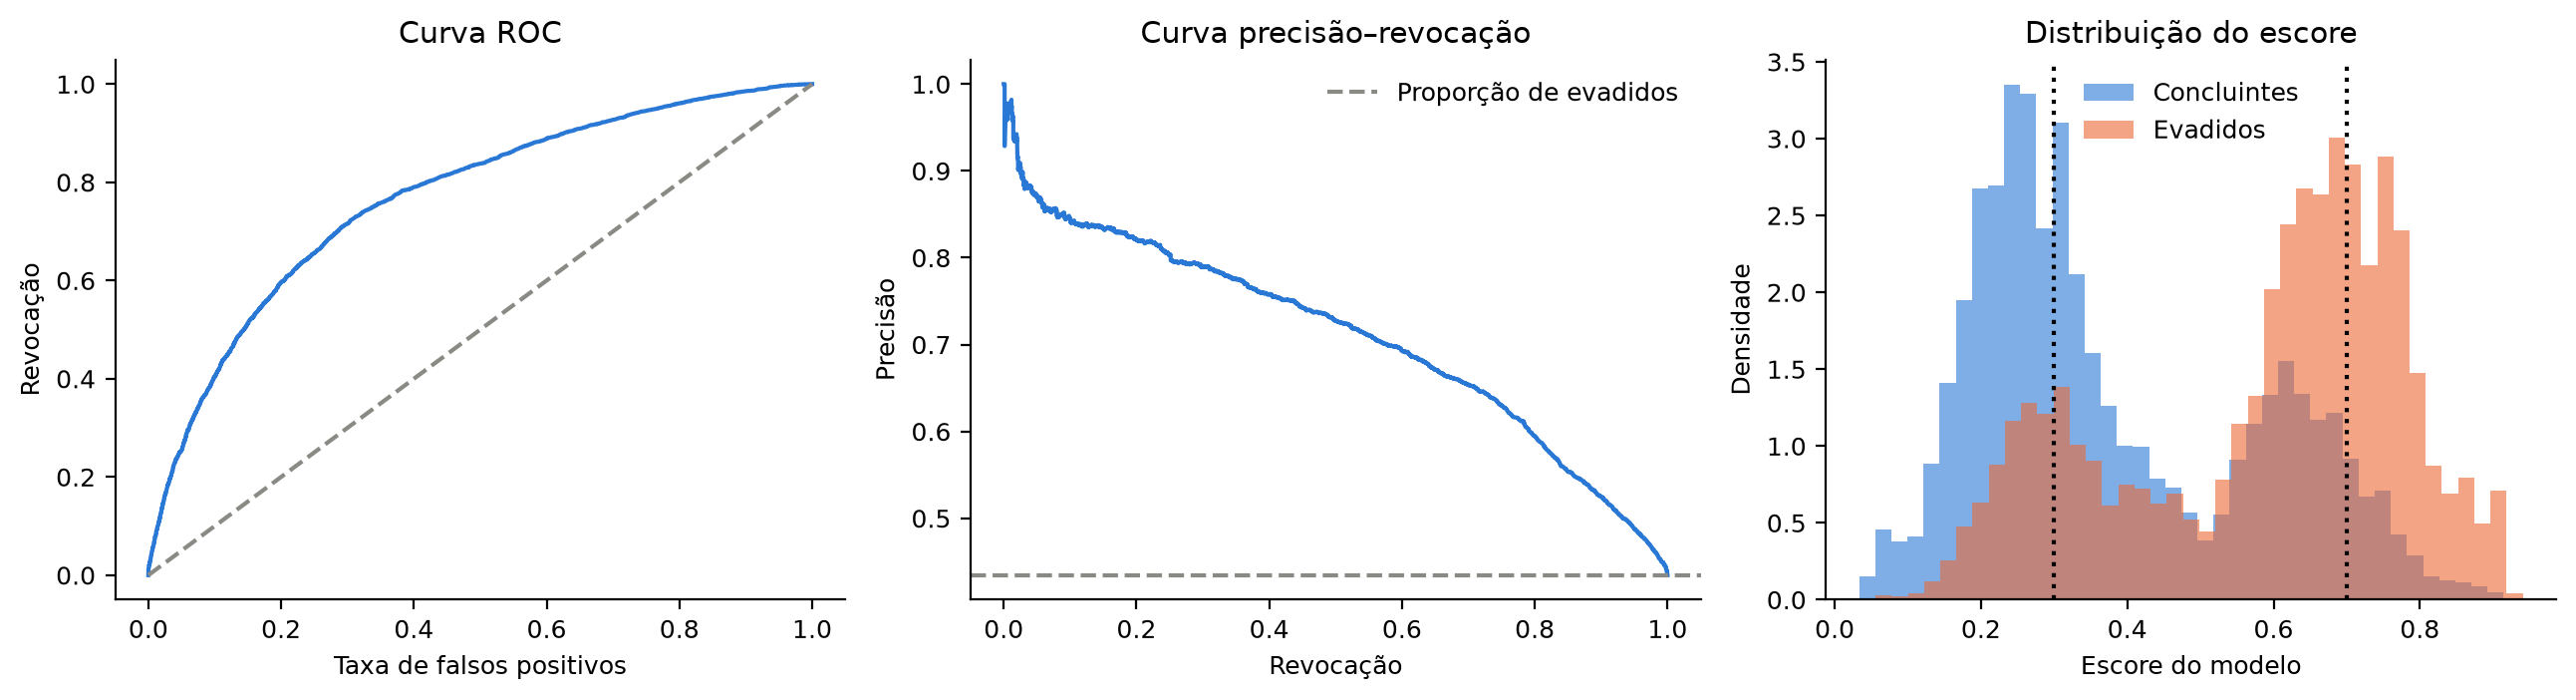 Curva ROC
1.0
0.8
0.6
0.4
0.2
0.0
Revocação
0.0 0.2 0.4 0.6 0.8 1.0
Taxa de falsos positivos
Curva precisão–revocação
Proporção de evadidos
1.0
0.9
0.8
0.7
0.6
0.5
Precisão
0.0 0.2 0.4 0.6 0.8 1.0
Revocação
Distribuição do escore
Concluintes
Evadidos
3.5
3.0
2.5
2.0
1.5
1.0
0.5
0.0
Densidade
0.0 0.2 0.4 0.6 0.8
Escore do modelo